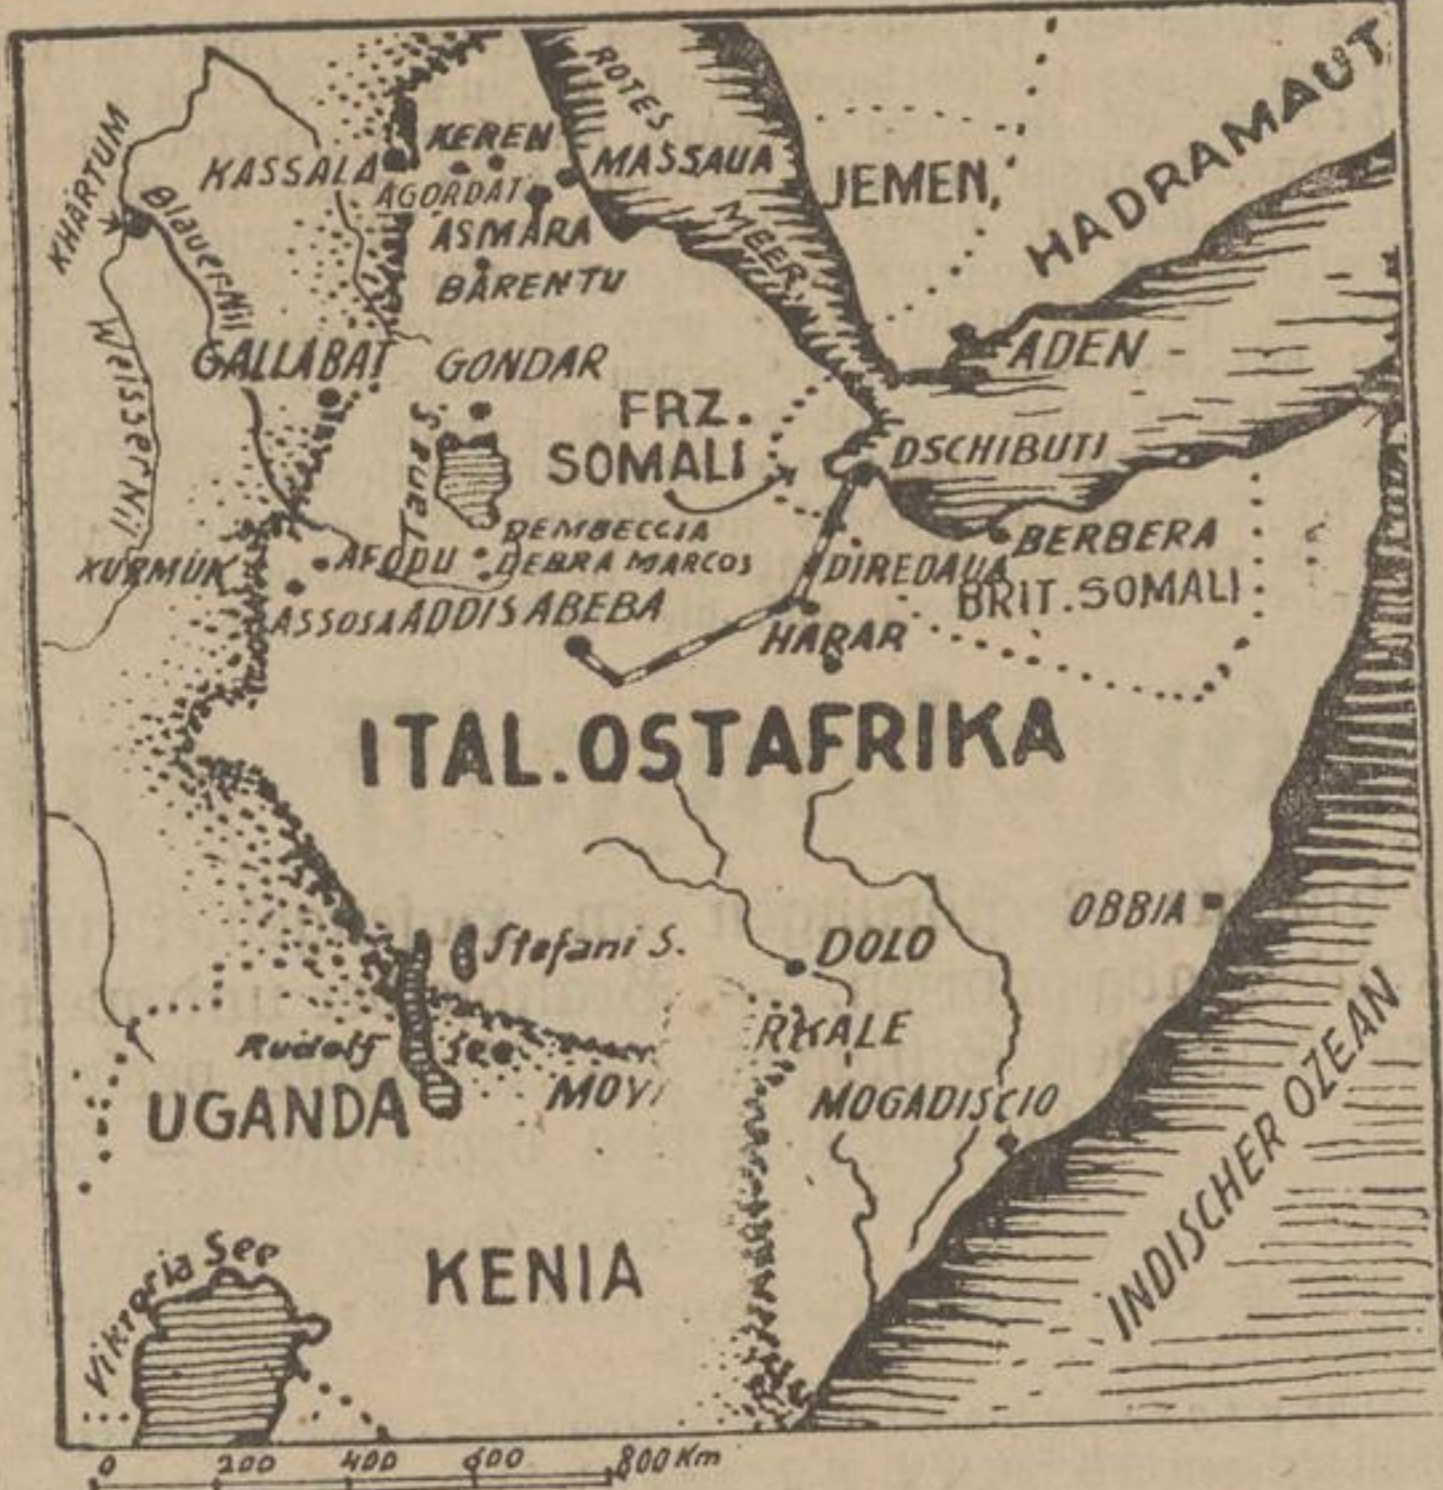 ROTES
MEER
HADRAMAUT
KHARTUM
KASSALA
KEREN
MASSAUA
JEMEN,
AGORDAT
ASMARA
BARENTU
Blauer Nil
Weisser Nil
GALLABAT
GONDAR
ADEN
Tana S.
FRZ.
SOMALI
DSCHIBUTI
DEMBECCIA
DEBRA MARCOS
BERBERA
KURMUK
AFODU
DIREDAUA
BRIT. SOMALI
ASSOSA
ADDIS ABEBA
HARAR
ITAL. OSTAFRIKA
OBBIA
Stefani S.
DOLO
Rudolf See
UGANDA
MOGADISCIO
INDISCHER OZEAN
KENIA
Viktoria See
0 200 400 600 800 Km